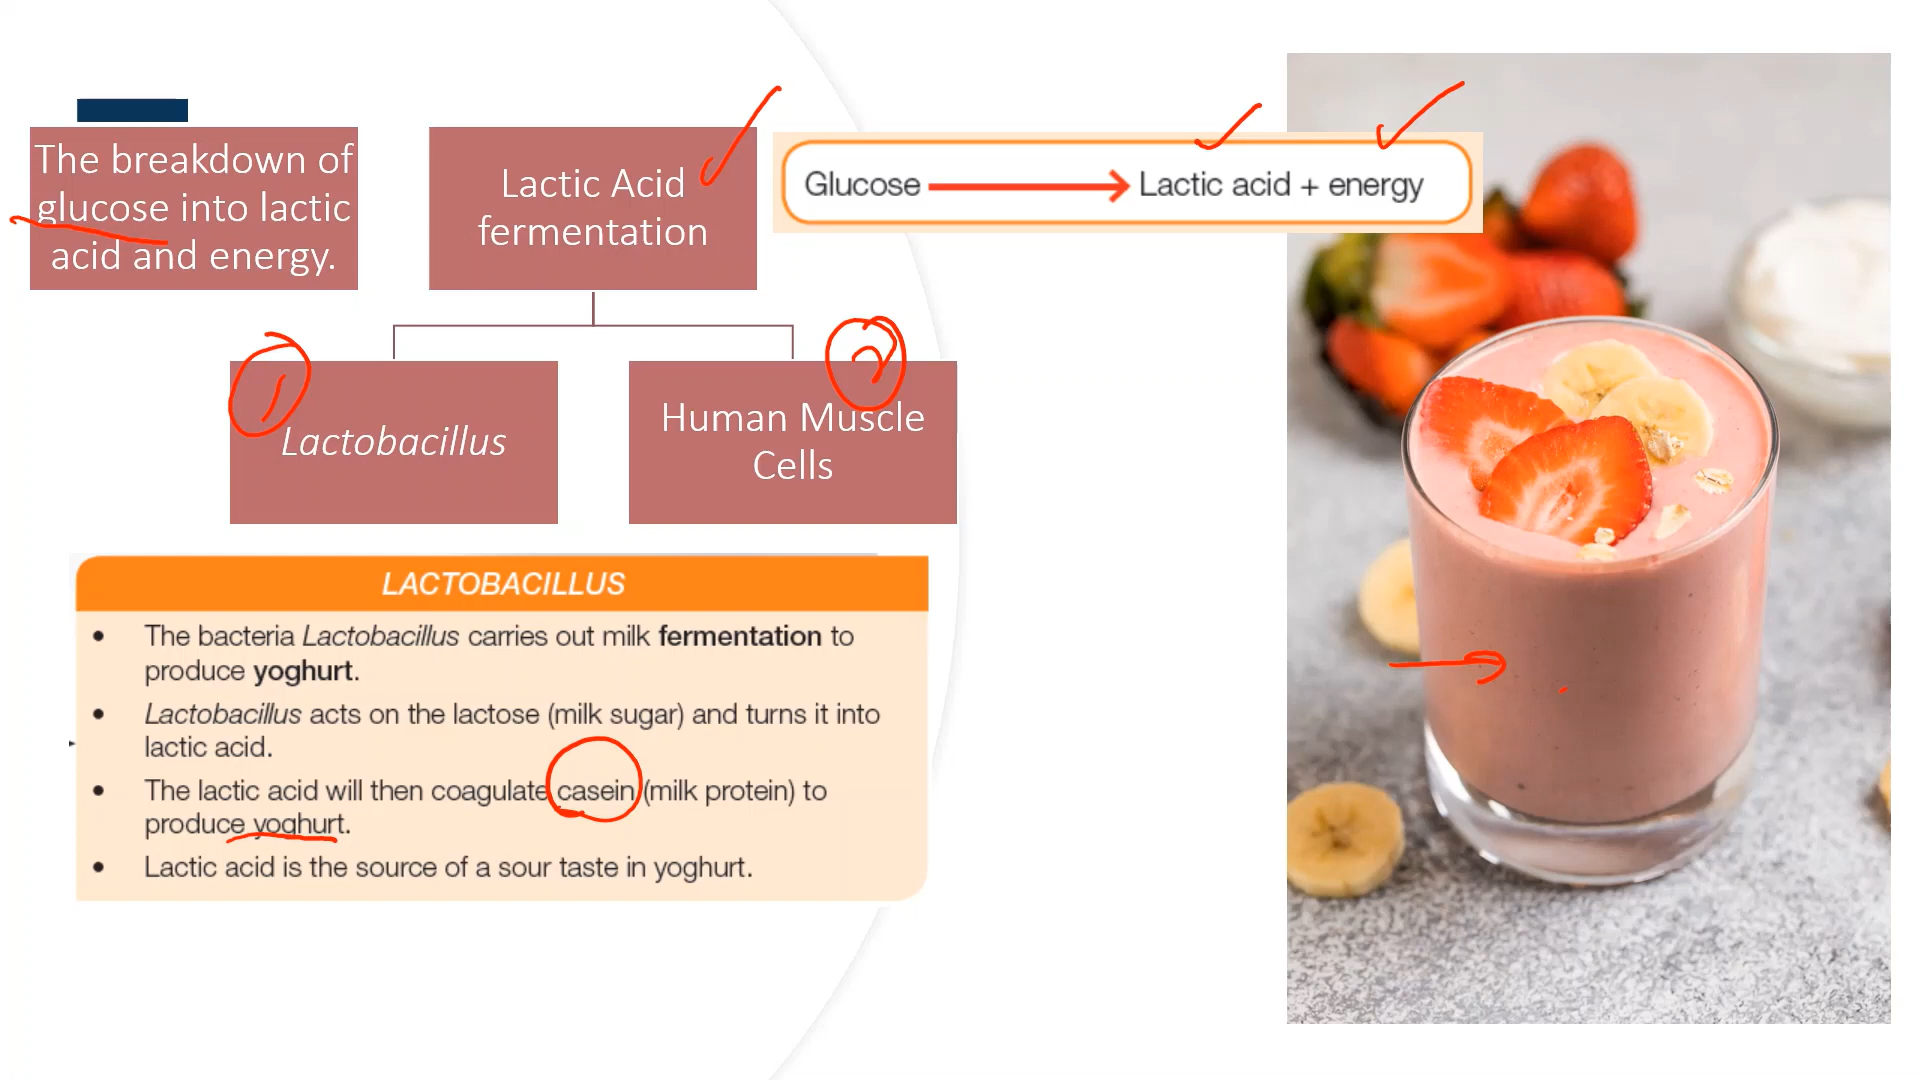 The breakdown of
glucose into lactic
acid and energy.
Lactic Acid
fermentation
Glucose → Lactic acid + energy
1
Lactobacillus
2
Human Muscle
Cells
LACTOBACILLUS
• The bacteria Lactobacillus carries out milk fermentation to
produce yoghurt.
• Lactobacillus acts on the lactose (milk sugar) and turns it into
lactic acid.
• The lactic acid will then coagulate casein (milk protein) to
produce yoghurt.
• Lactic acid is the source of a sour taste in yoghurt.